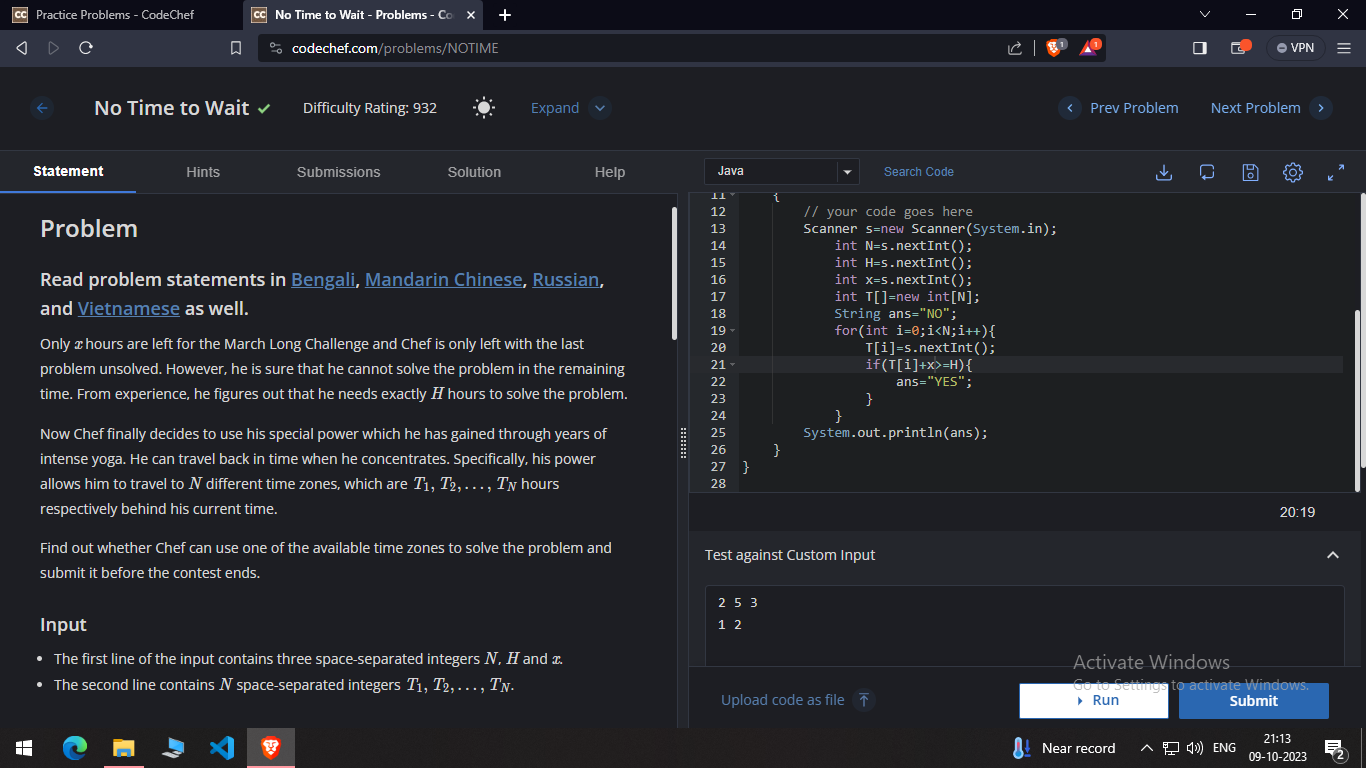 Practice Problems - CodeChef
No Time to Wait - Problems - Co
codechef.com/problems/NOTIME
1
1
VPN
No Time to Wait
Difficulty Rating: 932
Expand
Prev Problem
Next Problem
Statement
Hints
Submissions
Solution
Help
Java
Search Code
Problem
Read problem statements in Bengali, Mandarin Chinese, Russian,
and Vietnamese as well.
Only x hours are left for the March Long Challenge and Chef is only left with the last
problem unsolved. However, he is sure that he cannot solve the problem in the remaining
time. From experience, he figures out that he needs exactly H hours to solve the problem.
Now Chef finally decides to use his special power which he has gained through years of
intense yoga. He can travel back in time when he concentrates. Specifically, his power
allows him to travel to N different time zones, which are T1, T2, . . . , TN hours
respectively behind his current time.
Find out whether Chef can use one of the available time zones to solve the problem and
submit it before the contest ends.
Input
• The first line of the input contains three space-separated integers N, H and x.
• The second line contains N space-separated integers T1, T2, . . . , TN.
11 {
12 // your code goes here
13 Scanner s=new Scanner(System.in);
14 int N=s.nextInt();
15 int H=s.nextInt();
16 int x=s.nextInt();
17 int T[]=new int[N];
18 String ans="NO";
19 for(int i=0;i<N;i++){
20 T[i]=s.nextInt();
21 if(T[i]+x>=H){
22 ans="YES";
23 }
24 }
25 System.out.println(ans);
26 }
27 }
28
20:19
Test against Custom Input
2 5 3
1 2
Activate Windows
Go to Settings to activate Windows.
Upload code as file
Run
Submit
Near record
ENG
21:13
09-10-2023
2